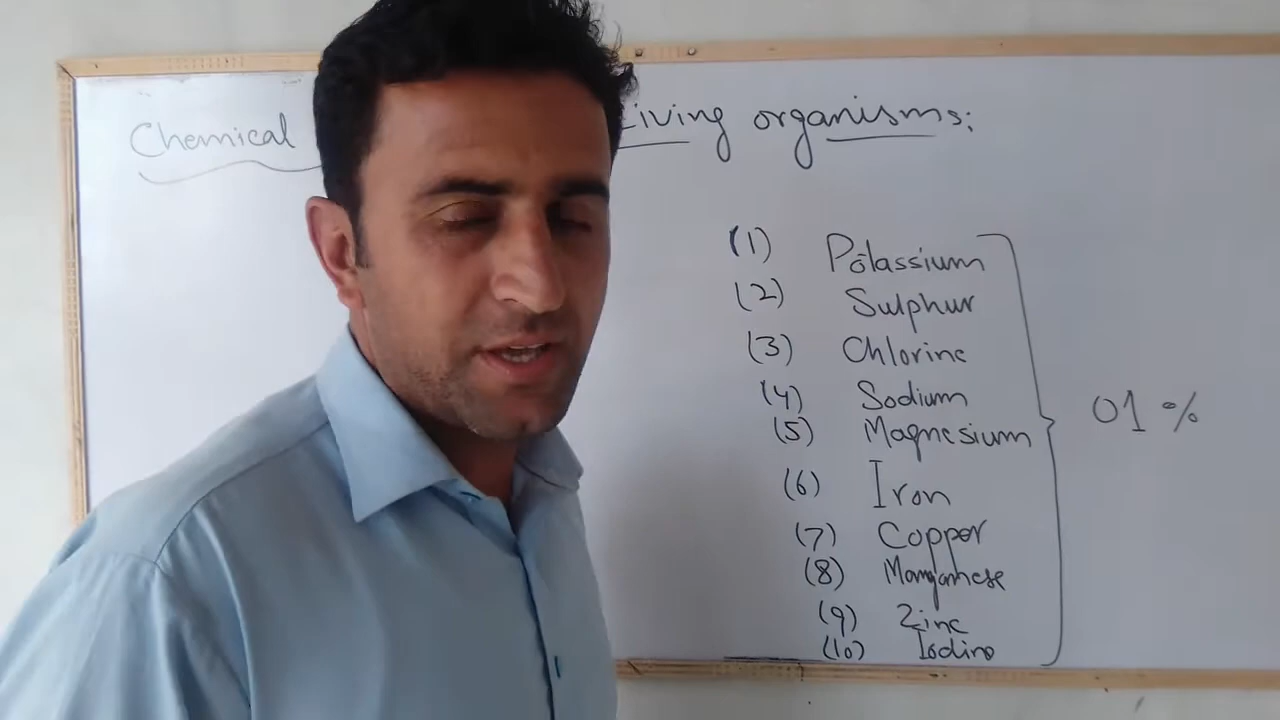 Chemical Living organisms:
(1) Potassium
(2) Sulphur
(3) Chlorine
(4) Sodium
(5) Magnesium
01 %
(6) Iron
(7) Copper
(8) Manganese
(9) Zinc
(10) Iodine